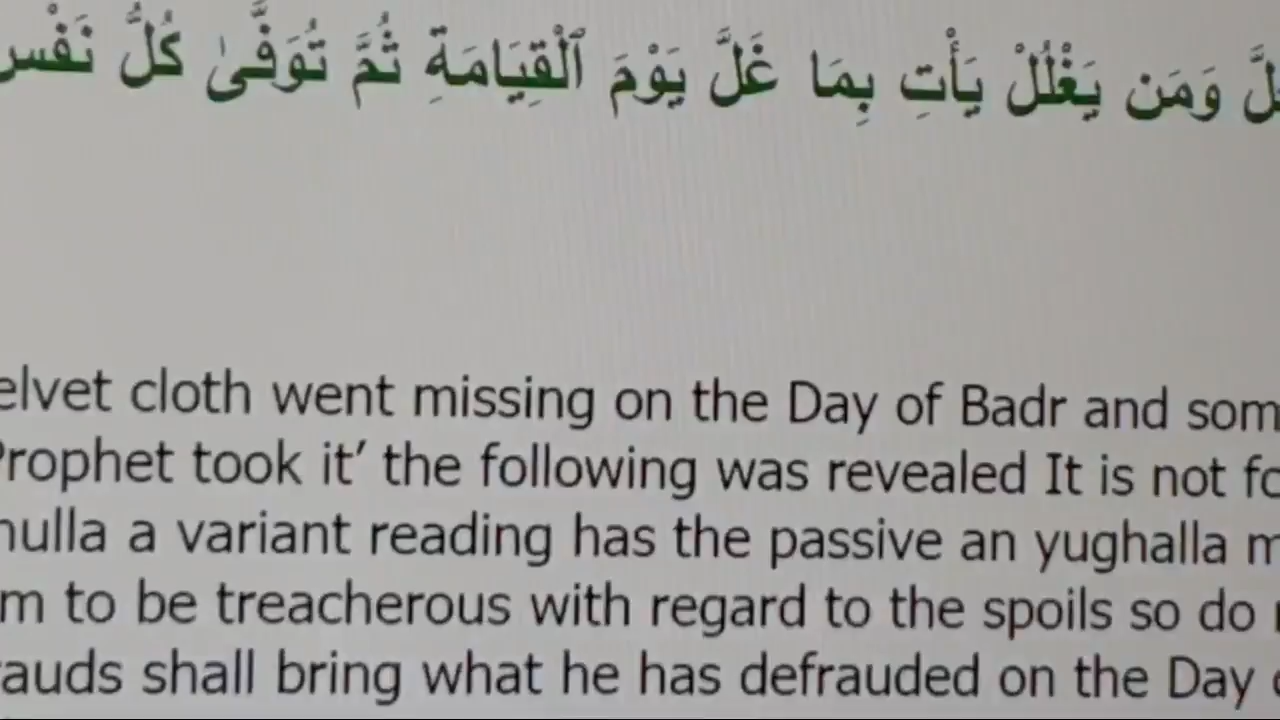 وَمَن يَغْلُلْ يَأْتِ بِمَا غَلَّ يَوْمَ ٱلْقِيَامَةِ ثُمَّ تُوَفَّىٰ كُلُّ نَفْسٍ
elvet cloth went missing on the Day of Badr and som
Prophet took it’ the following was revealed It is not fo
hulla a variant reading has the passive an yughalla m
m to be treacherous with regard to the spoils so do
rauds shall bring what he has defrauded on the Day